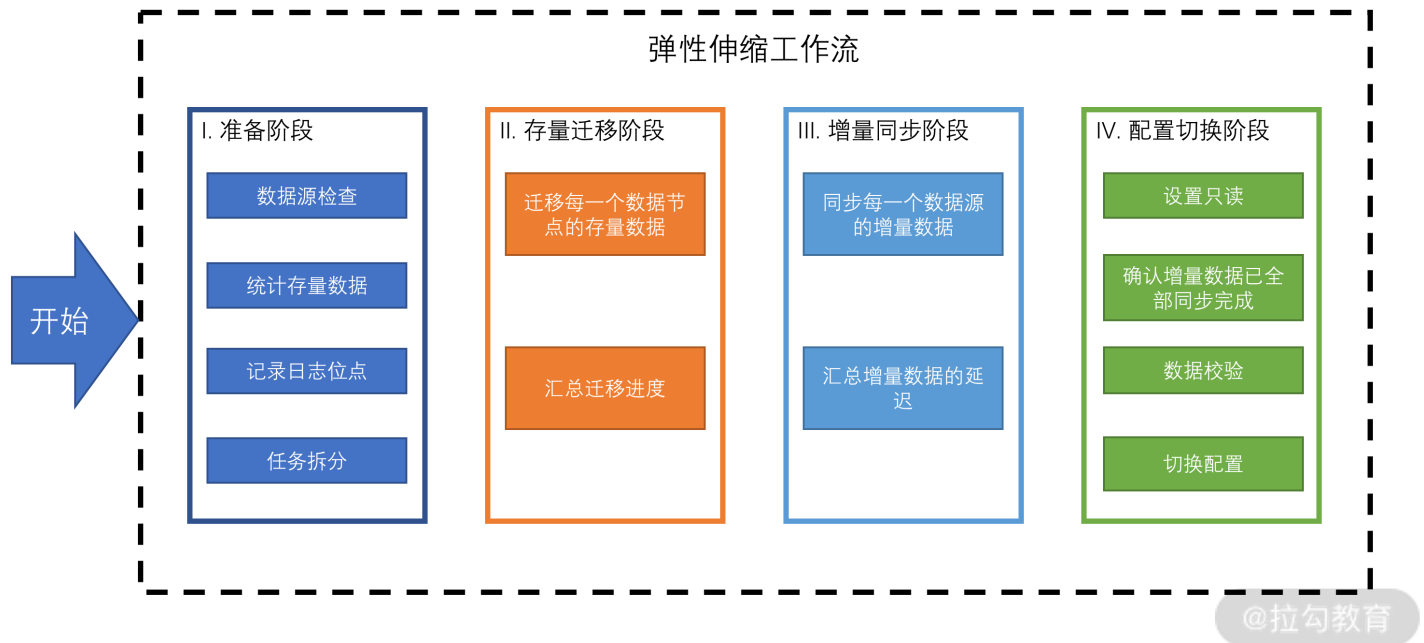 弹性伸缩工作流
开始
I. 准备阶段
数据源检查
统计存量数据
记录日志位点
任务拆分
II. 存量迁移阶段
迁移每一个数据节
点的存量数据
汇总迁移进度
III. 增量同步阶段
同步每一个数据源
的增量数据
汇总增量数据的延
迟
IV. 配置切换阶段
设置只读
确认增量数据已全
部同步完成
数据校验
切换配置
@拉勾教育